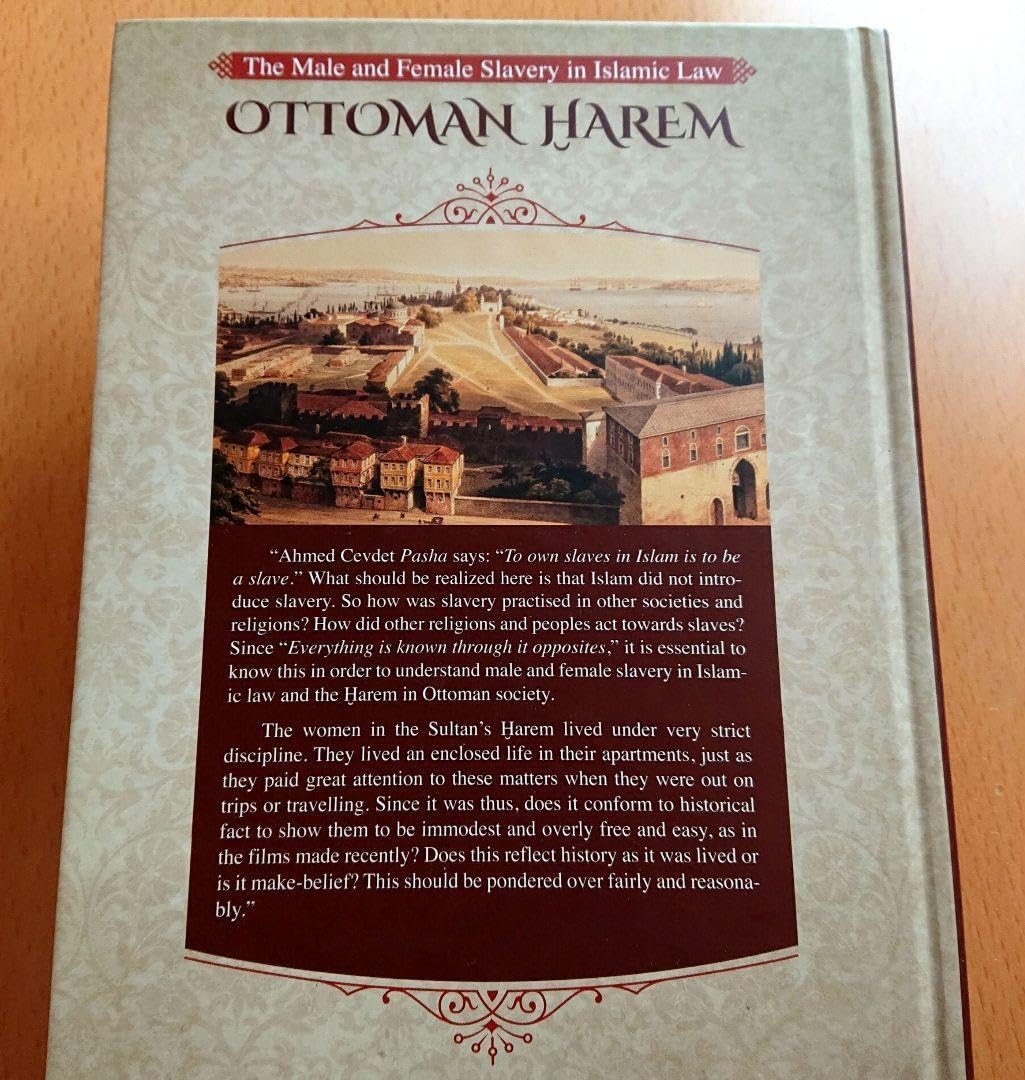 The Male and Female Slavery in Islamic Law
OTTOMAN ḪAREM
“Ahmed Cevdet Pasha says: “To own slaves in Islam is to be
a slave.” What should be realized here is that Islam did not intro-
duce slavery. So how was slavery practised in other societies and
religions? How did other religions and peoples act towards slaves?
Since “Everything is known through it opposites,” it is essential to
know this in order to understand male and female slavery in Islam-
ic law and the Ḫarem in Ottoman society.
The women in the Sultan’s Ḫarem lived under very strict
discipline. They lived an enclosed life in their apartments, just as
they paid great attention to these matters when they were out on
trips or travelling. Since it was thus, does it conform to historical
fact to show them to be immodest and overly free and easy, as in
the films made recently? Does this reflect history as it was lived or
is it make-belief? This should be pondered over fairly and reasona-
bly.”